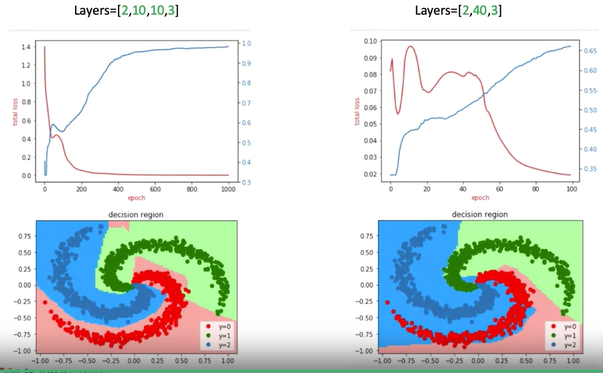 Layers=[2,10,10,3]
1.4
1.2
1.0
0.8
0.6
0.4
0.2
0.0
total loss
1.0
0.9
0.8
0.7
0.6
0.5
0.4
0.3
0 200 400 600 800 1000
epoch
decision region
0.75
0.50
0.25
0.00
−0.25
−0.50
−0.75
−1.00
y=0
y=1
y=2
−1.00 −0.75 −0.50 −0.25 0.00 0.25 0.50 0.75 1.00
Layers=[2,40,3]
0.10
0.09
0.08
0.07
0.06
0.05
0.04
0.03
0.02
total loss
0.65
0.60
0.55
0.50
0.45
0.40
0.35
0 20 40 60 80 100
epoch
decision region
0.75
0.50
0.25
0.00
−0.25
−0.50
−0.75
−1.00
y=0
y=1
y=2
−1.00 −0.75 −0.50 −0.25 0.00 0.25 0.50 0.75 1.00